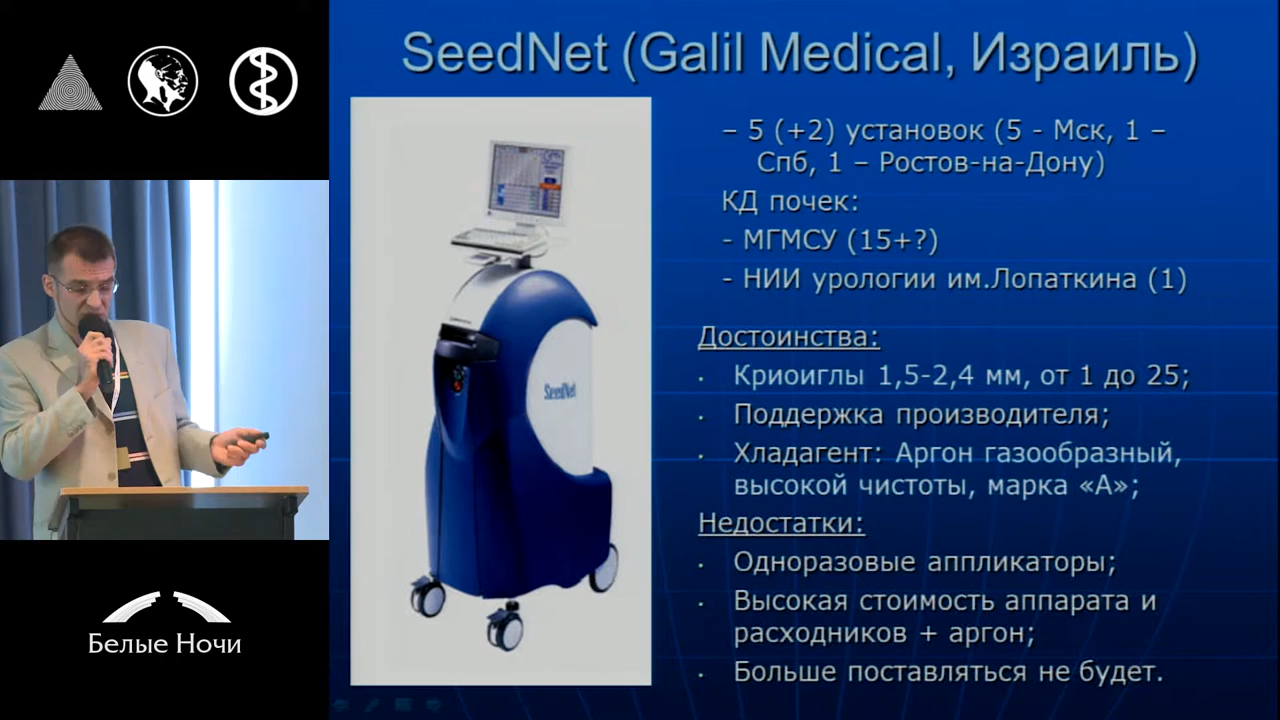 SeedNet (Galil Medical, Израиль)
– 5 (+2) установок (5 - Мск, 1 –
Спб, 1 – Ростов-на-Дону)
КД почек:
- МГМСУ (15+?)
- НИИ урологии им.Лопаткина (1)
Достоинства:
· Криоиглы 1,5-2,4 мм, от 1 до 25;
· Поддержка производителя;
· Хладагент: Аргон газообразный,
высокой чистоты, марка «А»;
Недостатки:
· Одноразовые аппликаторы;
· Высокая стоимость аппарата и
расходников + аргон;
· Больше поставляться не будет.
SeedNet
Белые Ночи